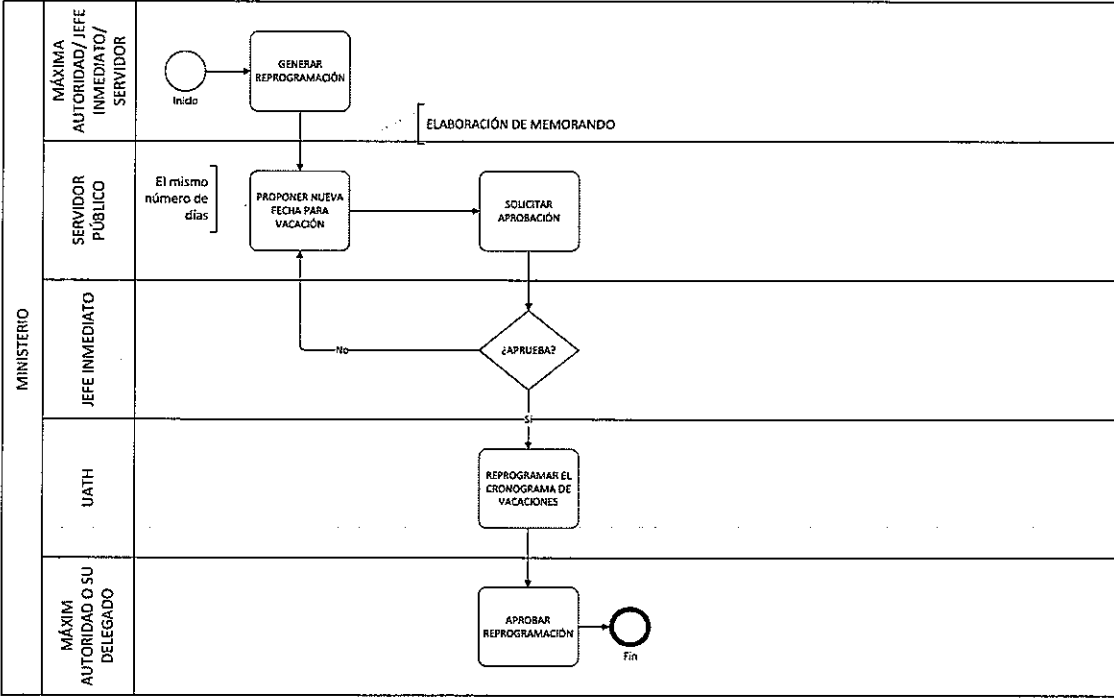 MINISTERIO
MÁXIMA
AUTORIDAD/ JEFE
INMEDIATO/
SERVIDOR
Inicio
GENERAR
REPROGRAMACIÓN
ELABORACIÓN DE MEMORANDO
SERVIDOR
PÚBLICO
El mismo
número de
días
PROPONER NUEVA
FECHA PARA
VACACIÓN
SOLICITAR
APROBACIÓN
JEFE INMEDIATO
No
¿APRUEBA?
Sí
UATH
REPROGRAMAR EL
CRONOGRAMA DE
VACACIONES
MÁXIM
AUTORIDAD O SU
DELEGADO
APROBAR
REPROGRAMACIÓN
Fin